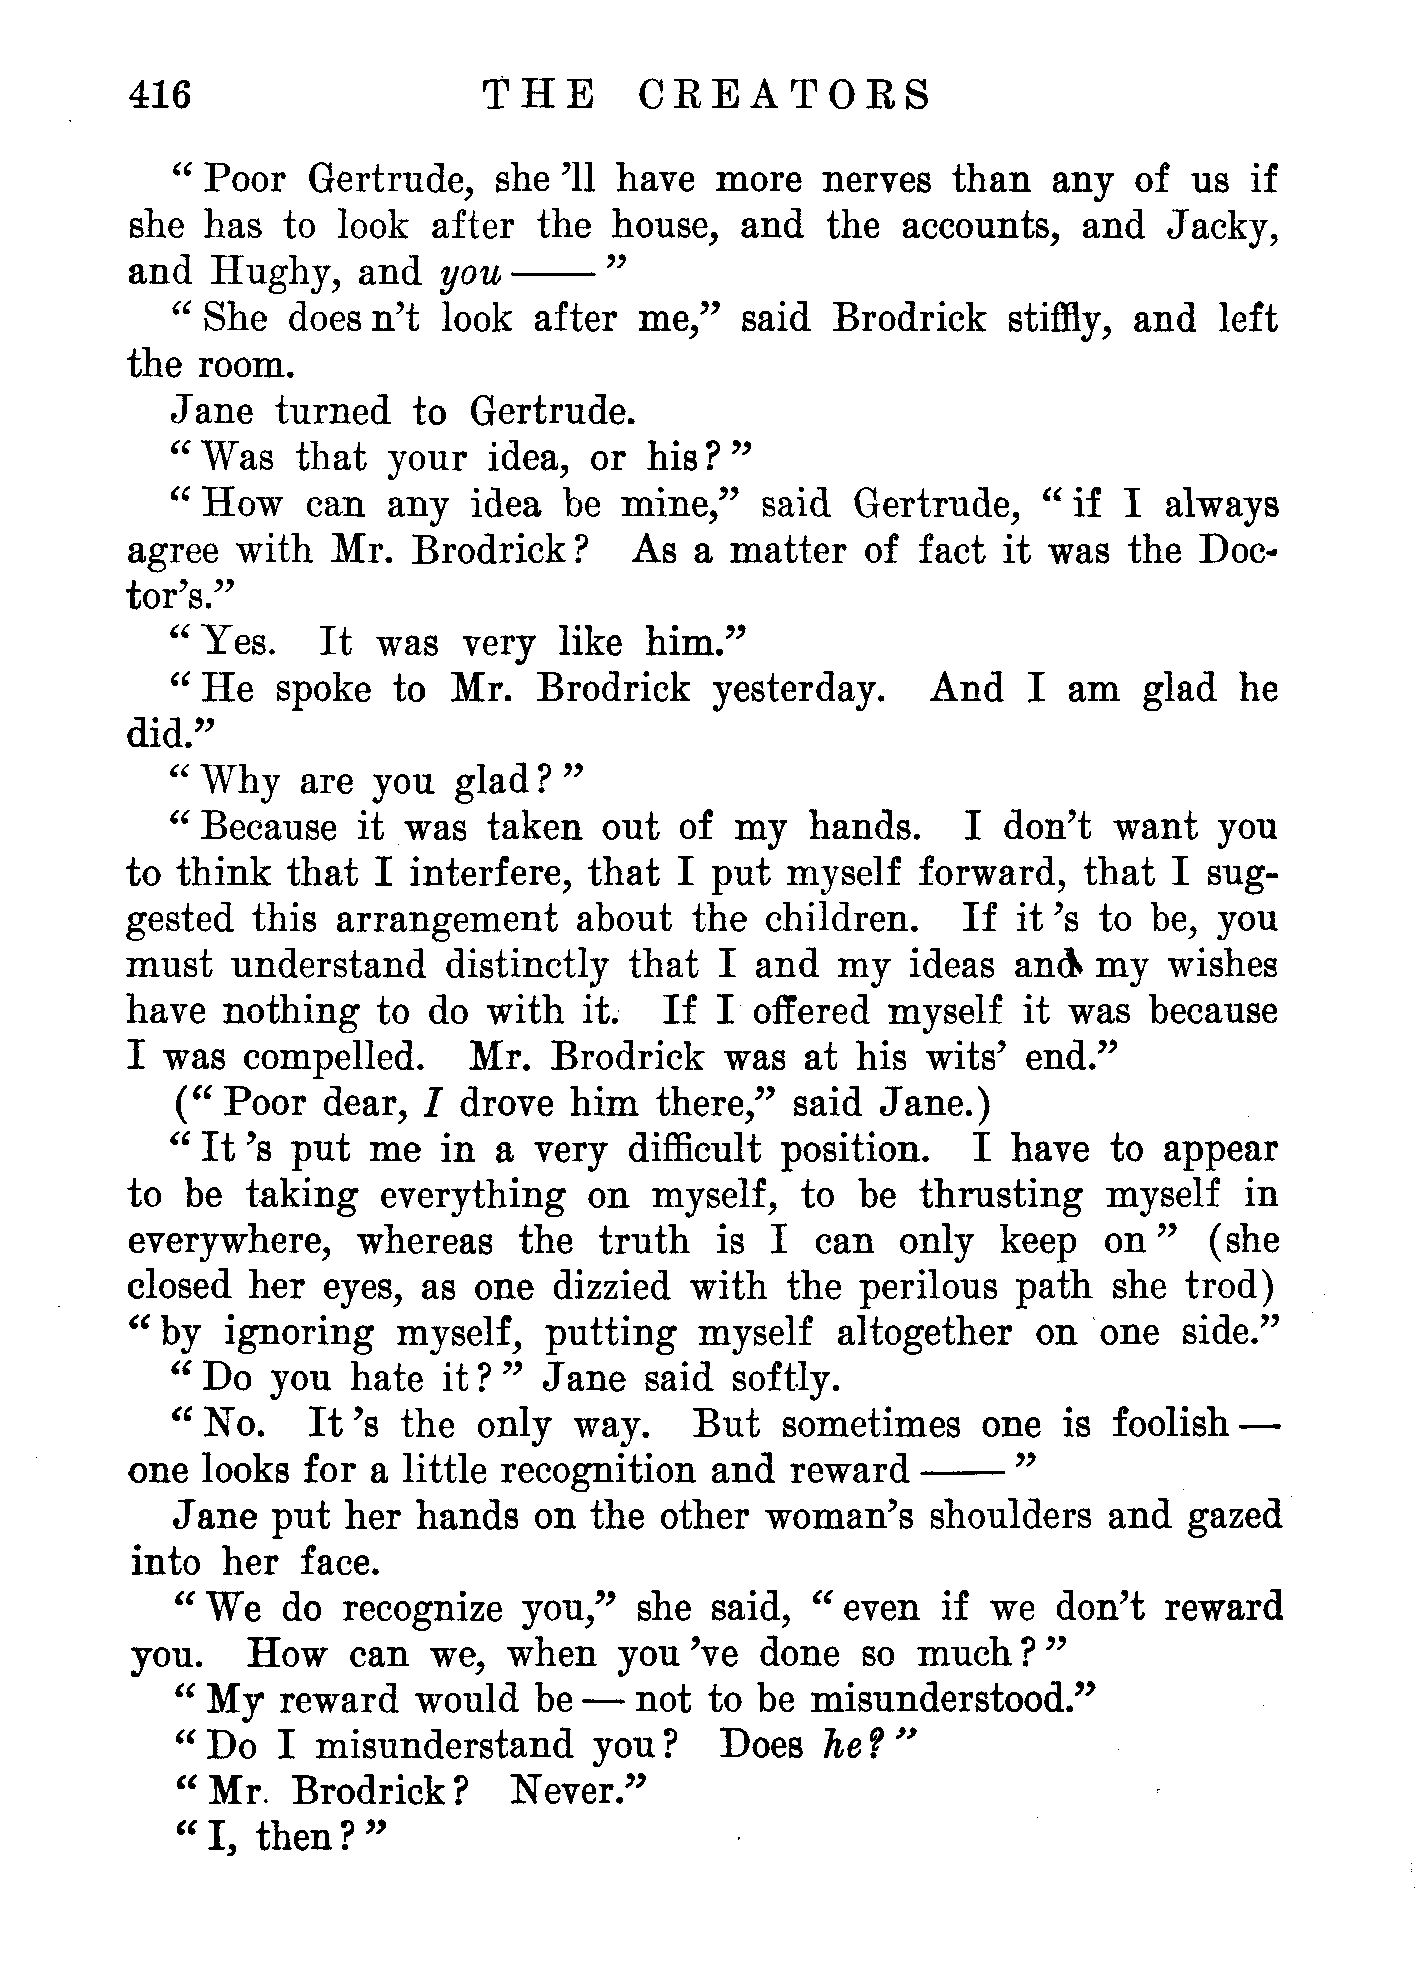 416 THE CREATORS
“Poor Gertrude, she 'll have more nerves than any of us if
she has to look after the house, and the accounts, and Jacky,
and Hughy, and you —— ”
“She does n't look after me,” said Brodrick stiffly, and left
the room.
Jane turned to Gertrude.
“Was that your idea, or his?”
“How can any idea be mine,” said Gertrude, “if I always
agree with Mr. Brodrick? As a matter of fact it was the Doc-
tor's.”
“Yes. It was very like him.”
“He spoke to Mr. Brodrick yesterday. And I am glad he
did.”
“Why are you glad?”
“Because it was taken out of my hands. I don't want you
to think that I interfere, that I put myself forward, that I sug-
gested this arrangement about the children. If it 's to be, you
must understand distinctly that I and my ideas and my wishes
have nothing to do with it. If I offered myself it was because
I was compelled. Mr. Brodrick was at his wits' end.”
(“Poor dear, I drove him there,” said Jane.)
“It 's put me in a very difficult position. I have to appear
to be taking everything on myself, to be thrusting myself in
everywhere, whereas the truth is I can only keep on” (she
closed her eyes, as one dizzied with the perilous path she trod)
“by ignoring myself, putting myself altogether on one side.”
“Do you hate it?” Jane said softly.
“No. It 's the only way. But sometimes one is foolish —
one looks for a little recognition and reward —— ”
Jane put her hands on the other woman's shoulders and gazed
into her face.
“We do recognize you,” she said, “even if we don't reward
you. How can we, when you 've done so much?”
“My reward would be — not to be misunderstood.”
“Do I misunderstand you? Does he?”
“Mr. Brodrick? Never.”
“I, then?”